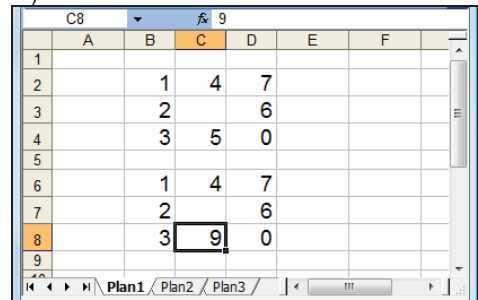 C8 fx 9
A B C D E F
1
2 1 4 7
3 2 6
4 3 5 0
5
6 1 4 7
7 2 6
8 3 9 0
9
Plan1 / Plan2 / Plan3 /